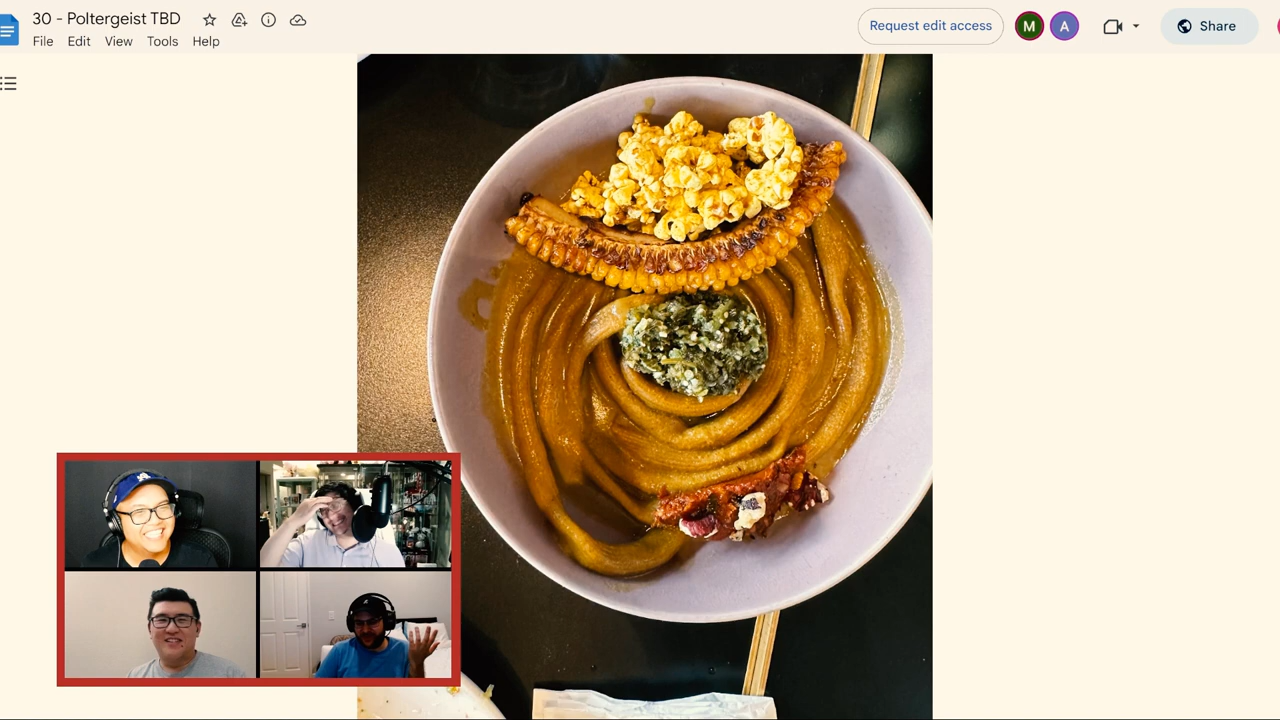 30 - Poltergeist TBD
File Edit View Tools Help
Request edit access
M
A
Share